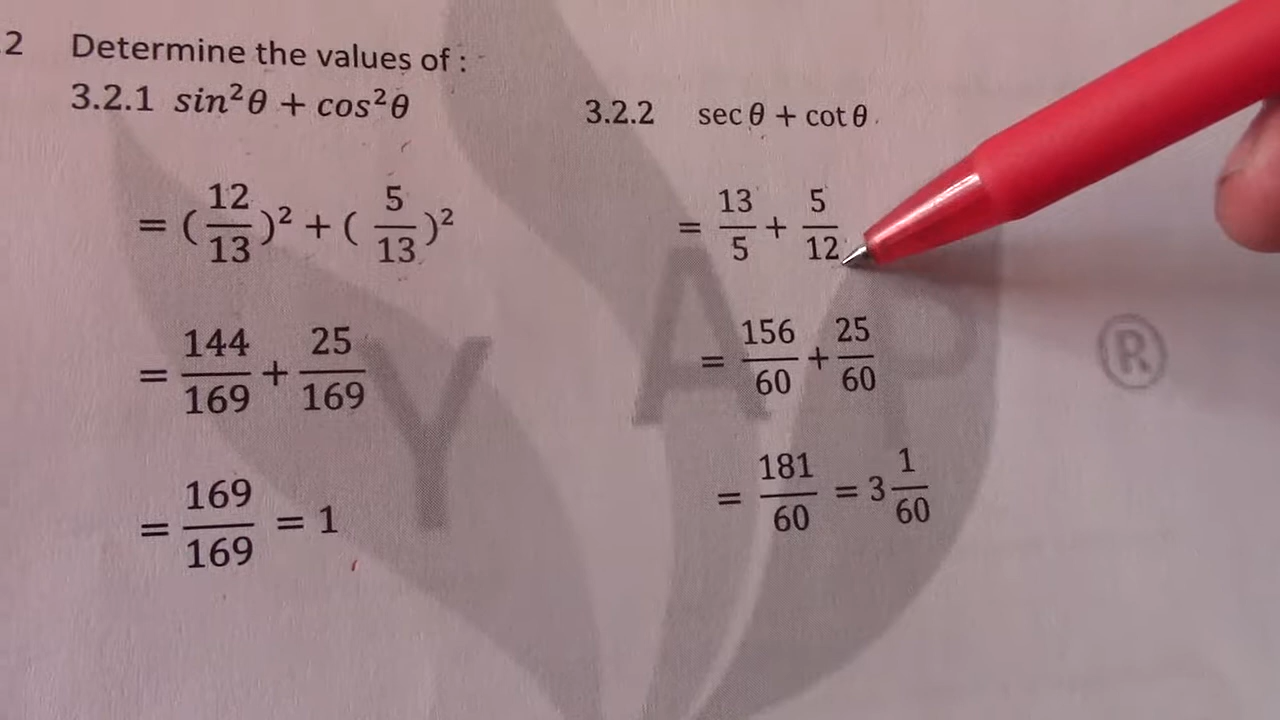 .2 Determine the values of :
3.2.1 sin²θ + cos²θ
= (12/13)² + ( 5/13)²
= 144/169 + 25/169
= 169/169 = 1
3.2.2 sec θ + cot θ
= 13/5 + 5/12
= 156/60 + 25/60
= 181/60 = 3 1/60
YAP ®